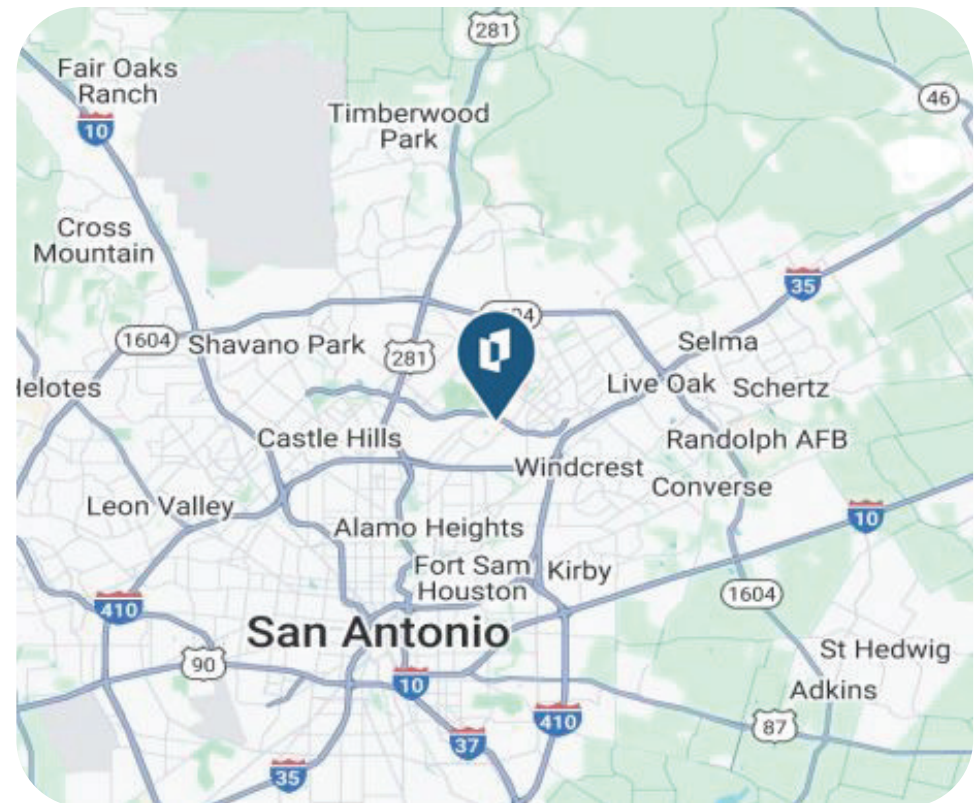 281
Fair Oaks
Ranch
46
10
Timberwood
Park
Cross
Mountain
35
1604
Shavano Park
281
Selma
Helotes
Live Oak
Schertz
Castle Hills
Randolph AFB
Windcrest
Converse
Leon Valley
10
Alamo Heights
Fort Sam
Houston
Kirby
410
1604
San Antonio
90
St Hedwig
10
Adkins
410
87
37
35